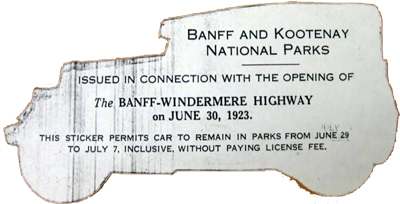 BANFF AND KOOTENAY
NATIONAL PARKS
ISSUED IN CONNECTION WITH THE OPENING OF
The BANFF-WINDERMERE HIGHWAY
on JUNE 30, 1923.
JULY
THIS STICKER PERMITS CAR TO REMAIN IN PARKS FROM JUNE 29
TO JULY 7, INCLUSIVE, WITHOUT PAYING LICENSE FEE.